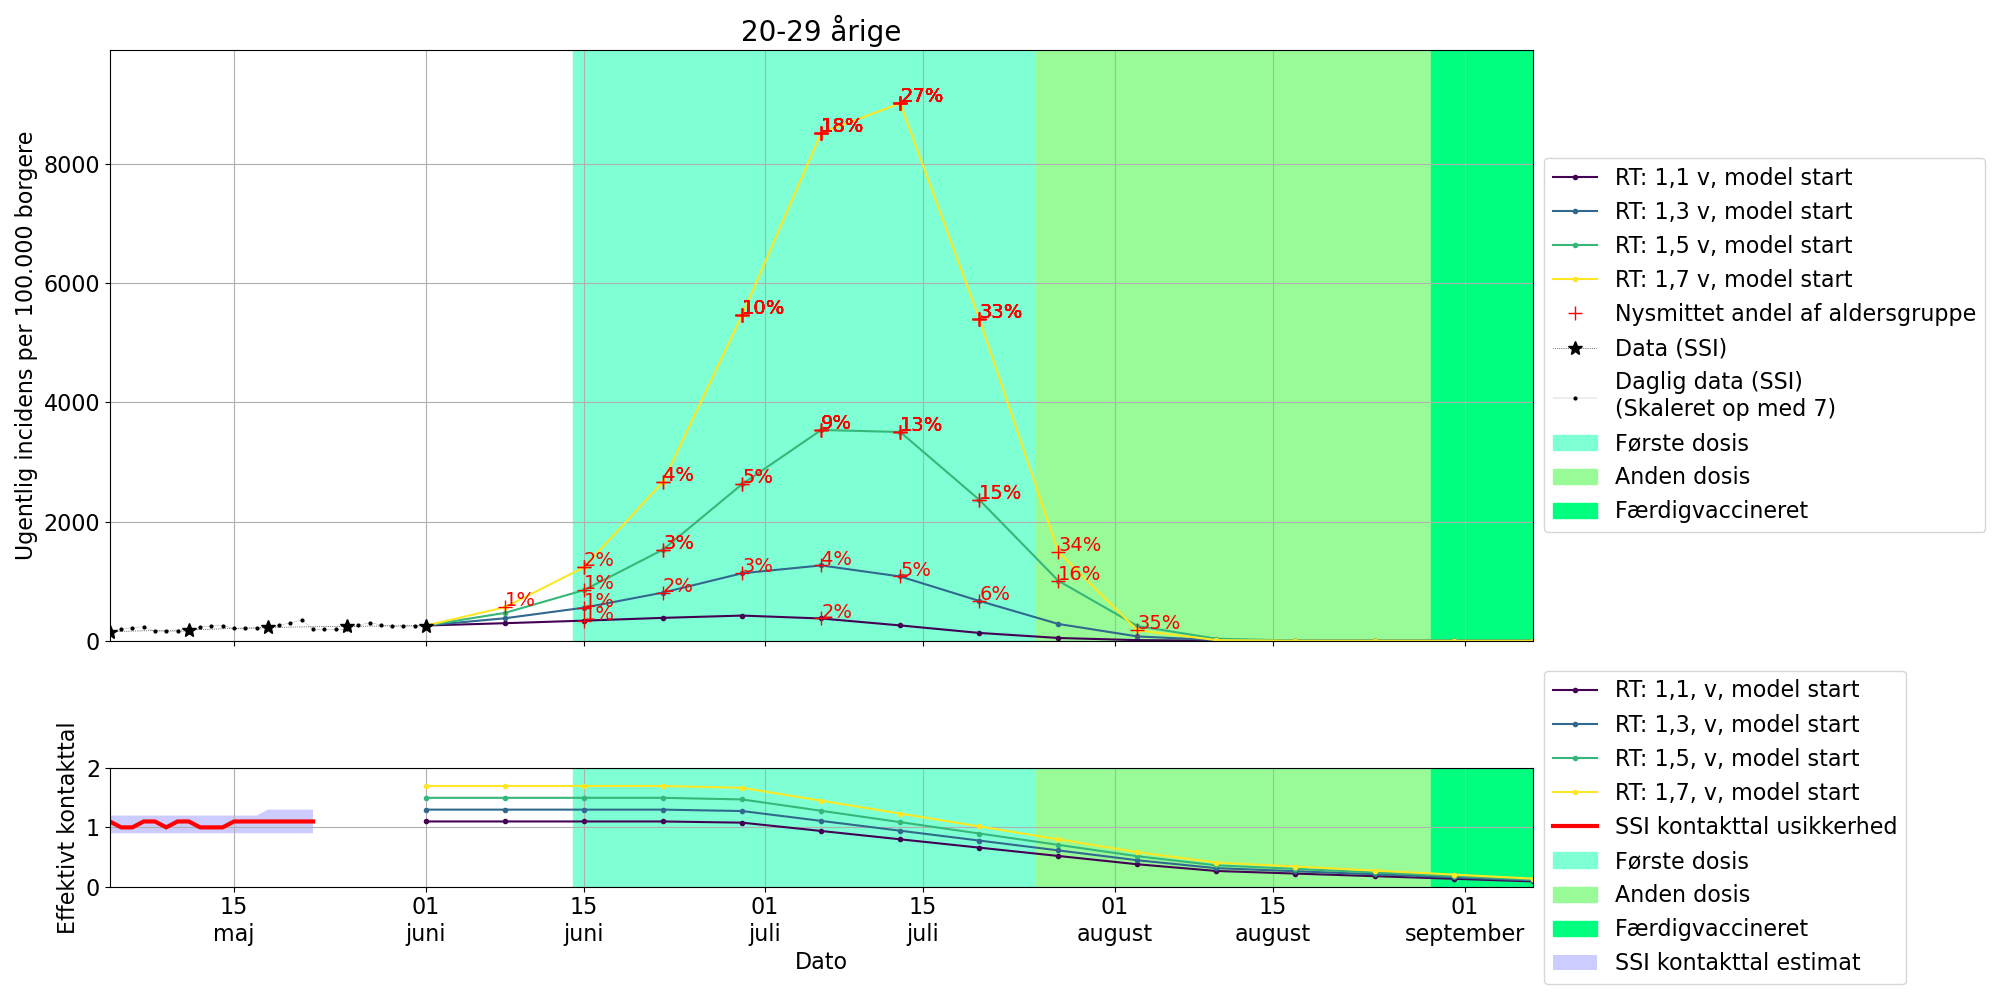 20-29 årige
Ugentlig incidens per 100.000 borgere
8000
6000
4000
2000
0
27%
18%
10%
33%
4%
5%
9%
13%
15%
2%
3%
3%
4%
34%
1%
1%
2%
5%
16%
1%
6%
1%
2%
35%
RT: 1,1 v, model start
RT: 1,3 v, model start
RT: 1,5 v, model start
RT: 1,7 v, model start
Nysmittet andel af aldersgruppe
Data (SSI)
Daglig data (SSI)
(Skaleret op med 7)
Første dosis
Anden dosis
Færdigvaccineret
Effektivt kontakttal
2
1
0
15
maj
01
juni
15
juni
01
juli
15
juli
01
august
15
august
01
september
Dato
RT: 1,1, v, model start
RT: 1,3, v, model start
RT: 1,5, v, model start
RT: 1,7, v, model start
SSI kontakttal usikkerhed
Første dosis
Anden dosis
Færdigvaccineret
SSI kontakttal estimat